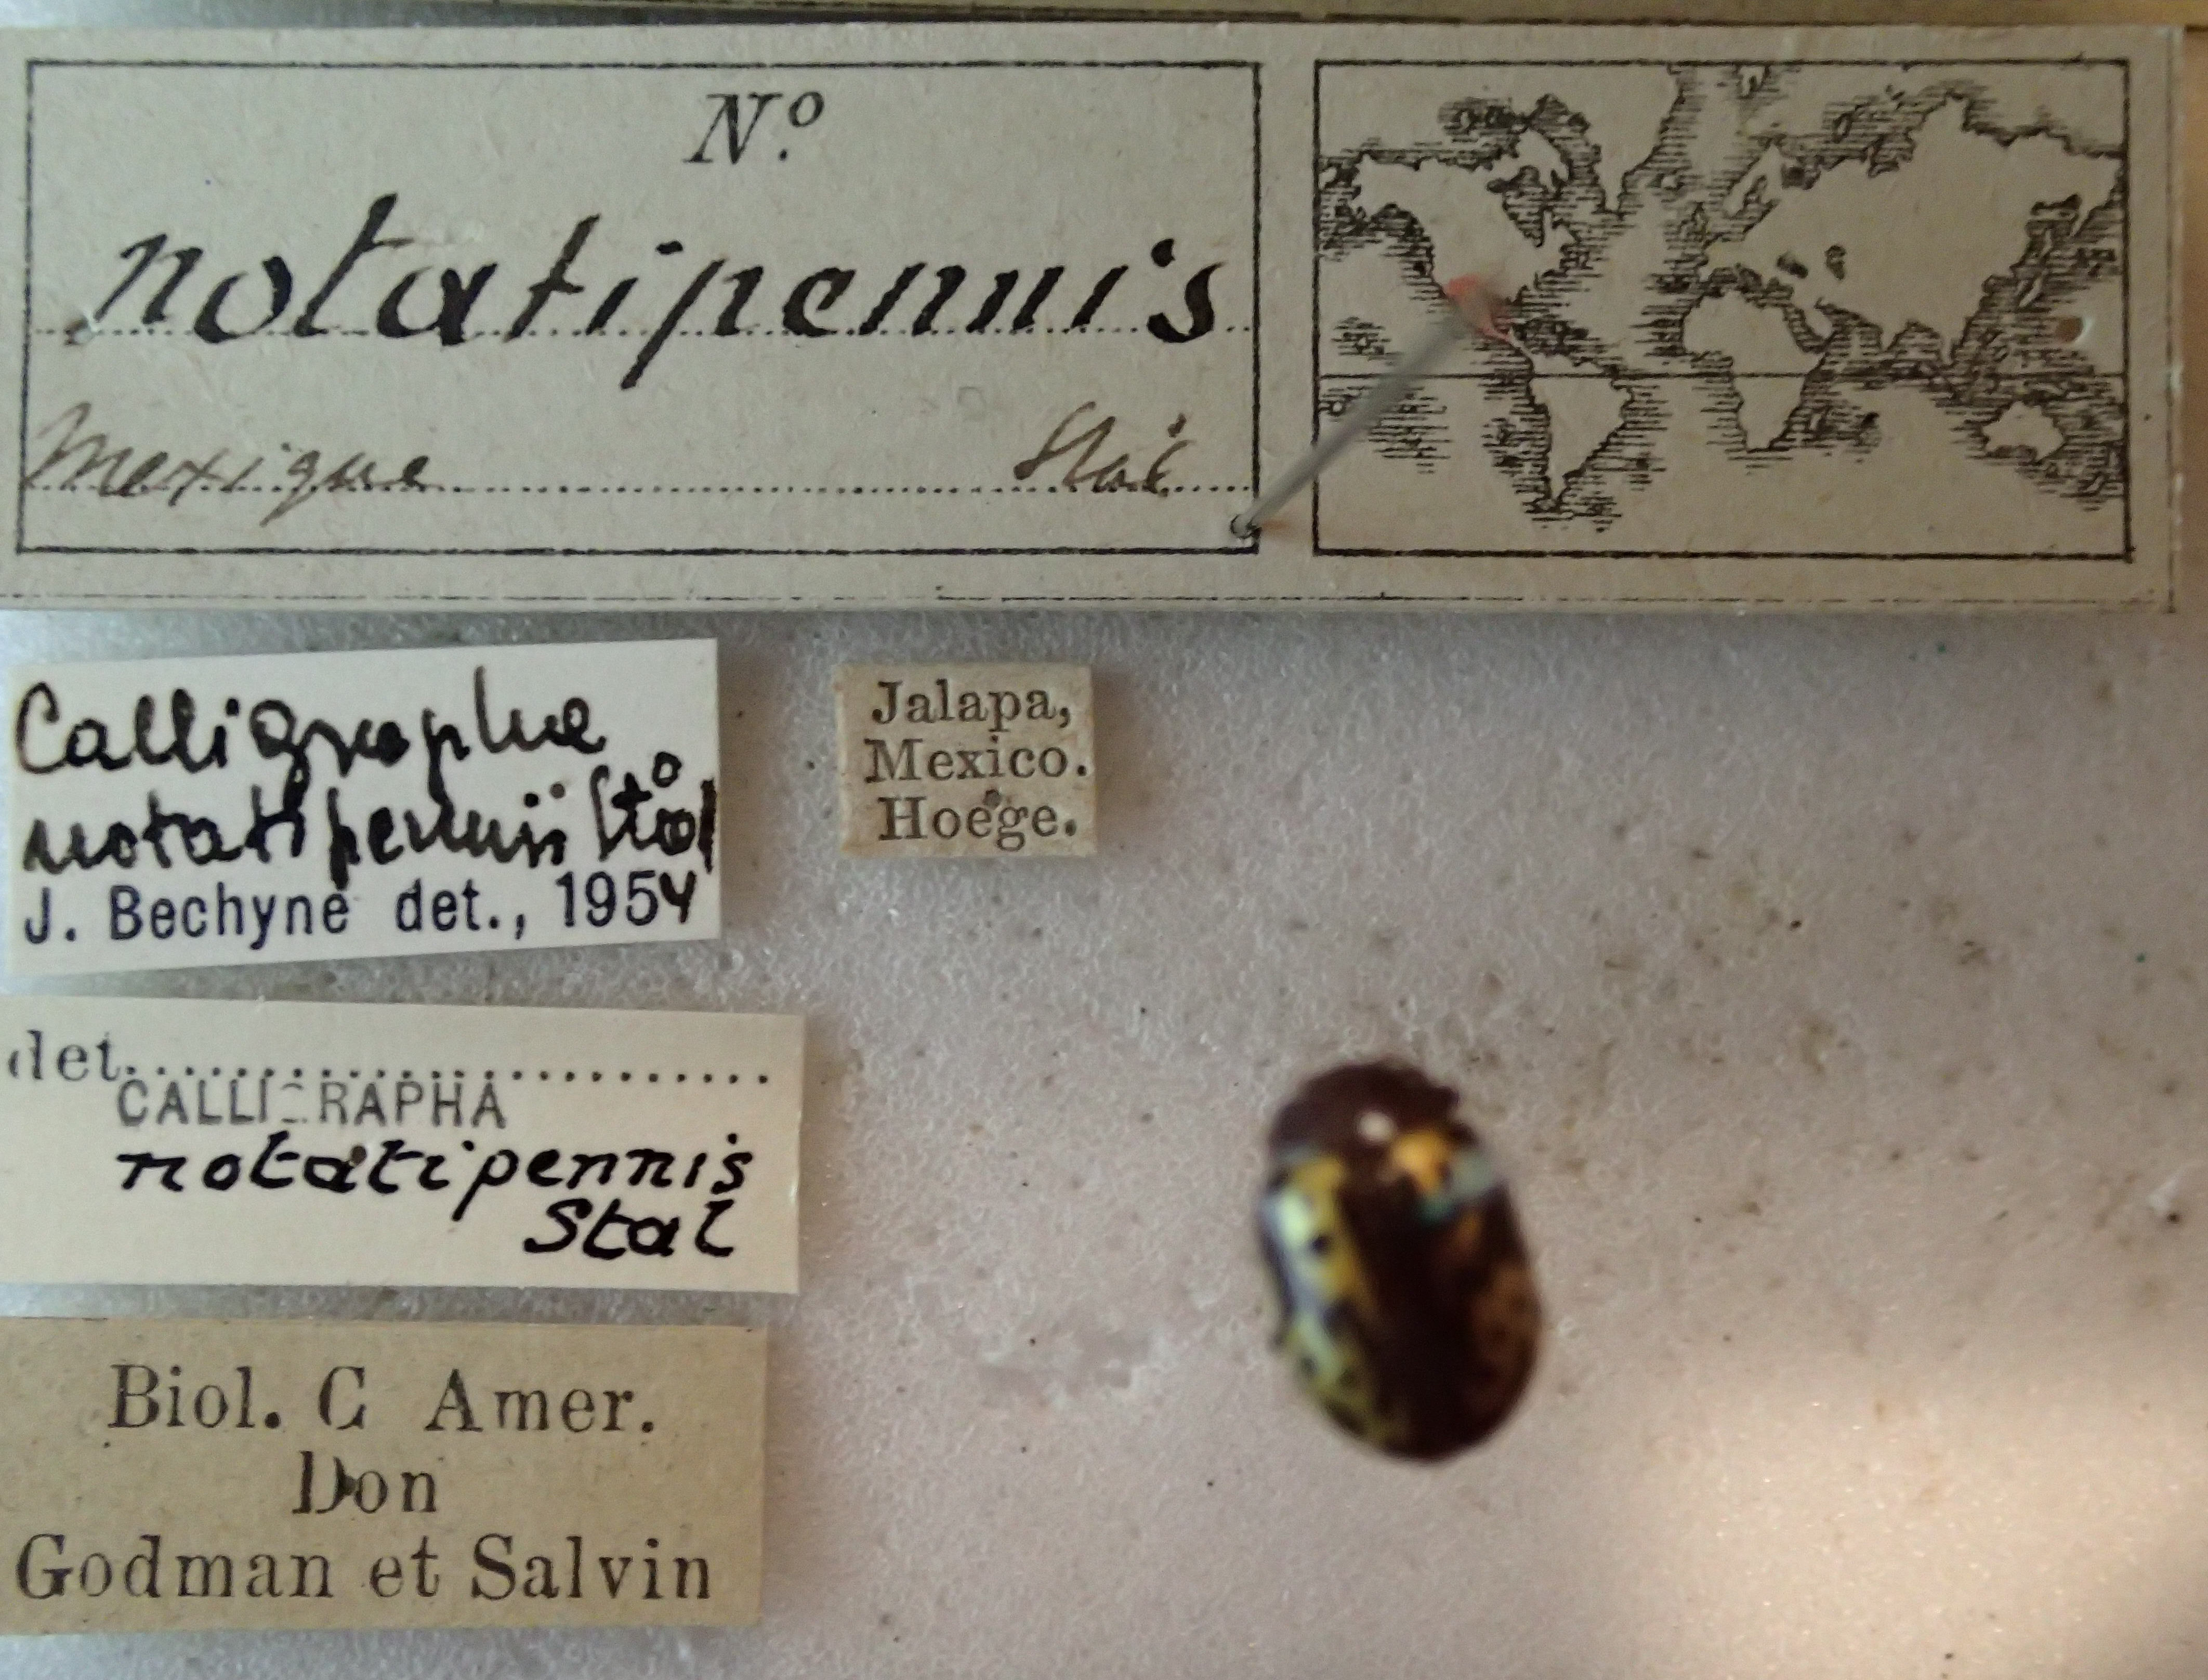 Nº.
notatipennis
Mexique Stål
Calligrapha
notatipennis Stål
J. Bechyne det., 1954
Jalapa,
Mexico.
Hoege.
det.
CALLIGRAPHA
notatipennis
Stal
Biol. C Amer.
Don
Godman et Salvin